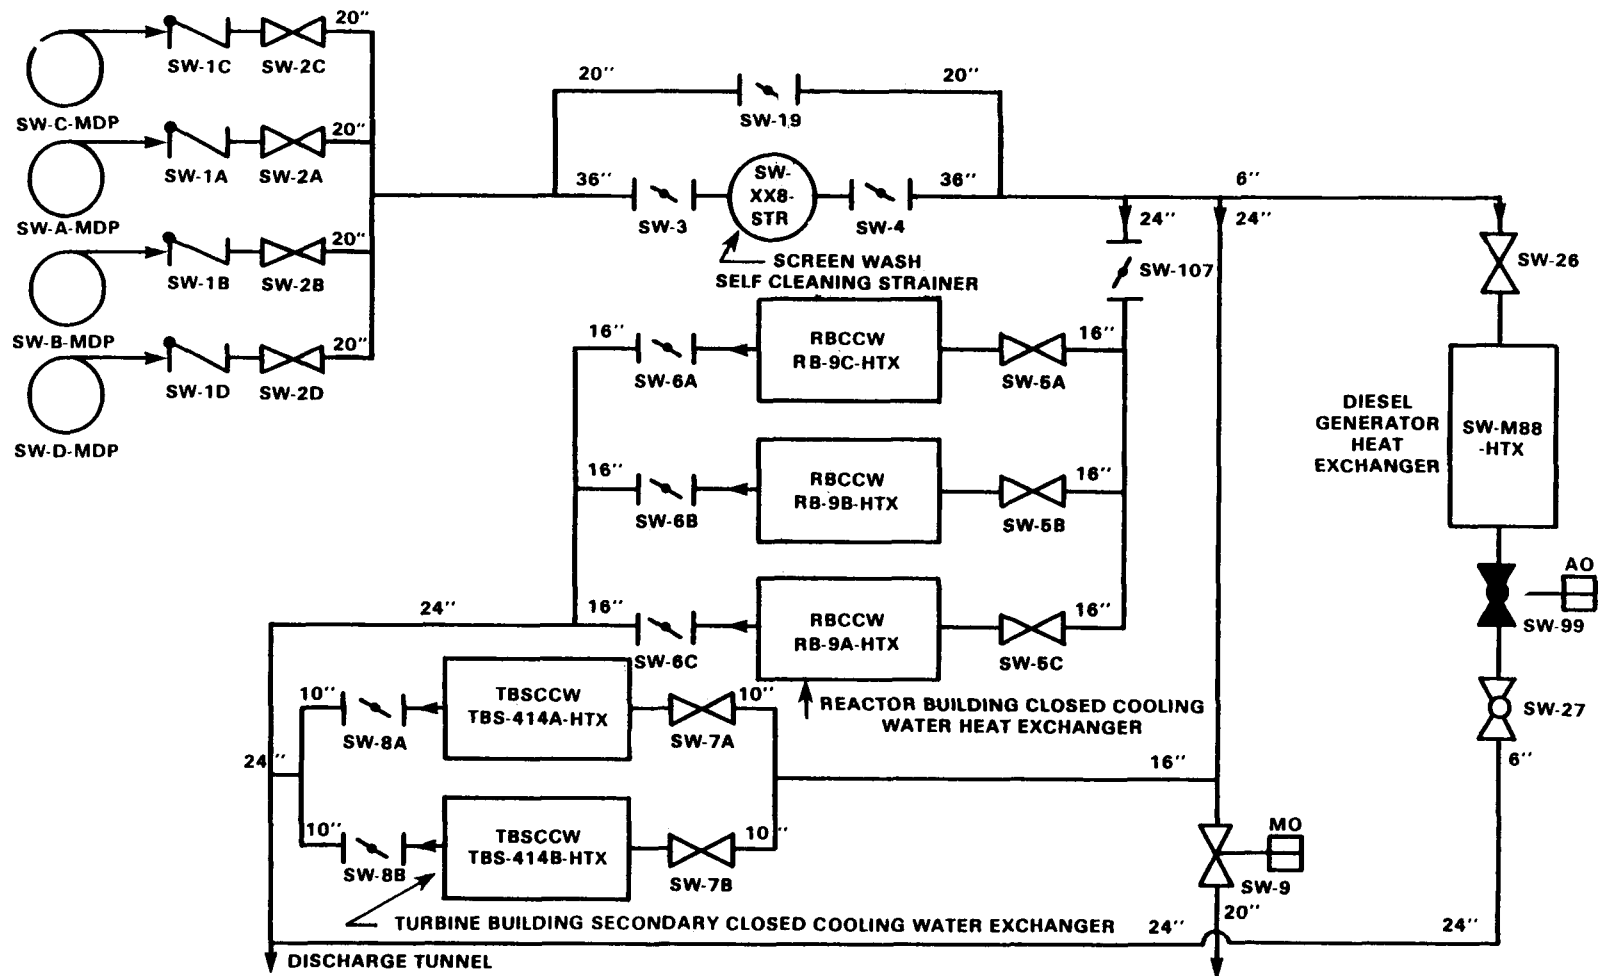 20"
SW-1C
SW-2C
SW-C-MDP
20"
SW-1A
SW-2A
SW-A-MDP
20"
SW-1B
SW-2B
SW-B-MDP
20"
SW-1D
SW-2D
SW-D-MDP
20"
20"
SW-19
36"
SW-3
SW-
XX8-
STR
SW-4
36"
SCREEN WASH
SELF CLEANING STRAINER
6"
24"
24"
SW-107
SW-26
16"
SW-6A
RBCCW
RB-9C-HTX
SW-5A
16"
16"
SW-6B
RBCCW
RB-9B-HTX
SW-5B
16"
16"
SW-6C
RBCCW
RB-9A-HTX
SW-5C
16"
REACTOR BUILDING CLOSED COOLING
WATER HEAT EXCHANGER
DIESEL
GENERATOR
HEAT
EXCHANGER
SW-M88
-HTX
AO
SW-99
SW-27
6"
24"
24"
10"
SW-8A
TBSCCW
TBS-414A-HTX
SW-7A
10"
16"
10"
SW-8B
TBSCCW
TBS-414B-HTX
SW-7B
10"
MO
SW-9
20"
TURBINE BUILDING SECONDARY CLOSED COOLING WATER EXCHANGER
24"
24"
DISCHARGE TUNNEL